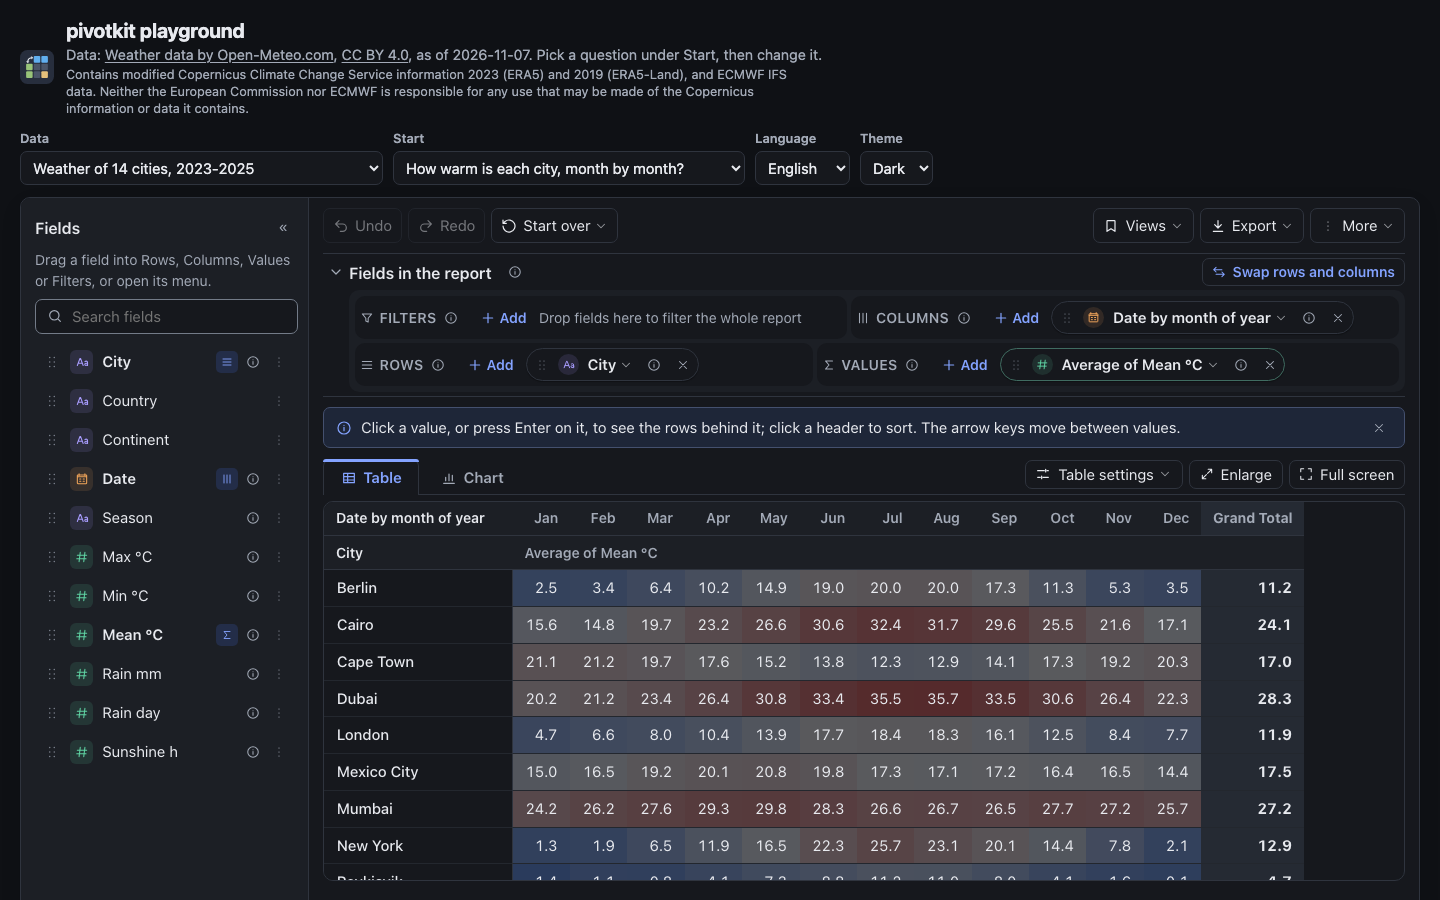 pivotkit playground
Data: Weather data by Open-Meteo.com, CC BY 4.0, as of 2026-11-07. Pick a question under Start, then change it.
Contains modified Copernicus Climate Change Service information 2023 (ERA5) and 2019 (ERA5-Land), and ECMWF IFS
data. Neither the European Commission nor ECMWF is responsible for any use that may be made of the Copernicus
information or data it contains.
Data Start Language Theme
Weather of 14 cities, 2023-2025 How warm is each city, month by month? English Dark
Fields «
Drag a field into Rows, Columns, Values
or Filters, or open its menu.
Search fields
Aa City
Aa Country
Aa Continent
Date
Aa Season
# Max °C
# Min °C
# Mean °C Σ
# Rain mm
# Rain day
# Sunshine h
Undo Redo Start over Views Export More
Fields in the report Swap rows and columns
FILTERS + Add Drop fields here to filter the whole report
COLUMNS + Add Date by month of year
ROWS + Add Aa City
Σ VALUES + Add # Average of Mean °C
Click a value, or press Enter on it, to see the rows behind it; click a header to sort. The arrow keys move between values.
Table Chart Table settings Enlarge Full screen
Date by month of year Jan Feb Mar Apr May Jun Jul Aug Sep Oct Nov Dec Grand Total
City Average of Mean °C
Berlin 2.5 3.4 6.4 10.2 14.9 19.0 20.0 20.0 17.3 11.3 5.3 3.5 11.2
Cairo 15.6 14.8 19.7 23.2 26.6 30.6 32.4 31.7 29.6 25.5 21.6 17.1 24.1
Cape Town 21.1 21.2 19.7 17.6 15.2 13.8 12.3 12.9 14.1 17.3 19.2 20.3 17.0
Dubai 20.2 21.2 23.4 26.4 30.8 33.4 35.5 35.7 33.5 30.6 26.4 22.3 28.3
London 4.7 6.6 8.0 10.4 13.9 17.7 18.4 18.3 16.1 12.5 8.4 7.7 11.9
Mexico City 15.0 16.5 19.2 20.1 20.8 19.8 17.3 17.1 17.2 16.4 16.5 14.4 17.5
Mumbai 24.2 26.2 27.6 29.3 29.8 28.3 26.6 26.7 26.5 27.7 27.2 25.7 27.2
New York 1.3 1.9 6.5 11.9 16.5 22.3 25.7 23.1 20.1 14.4 7.8 2.1 12.9